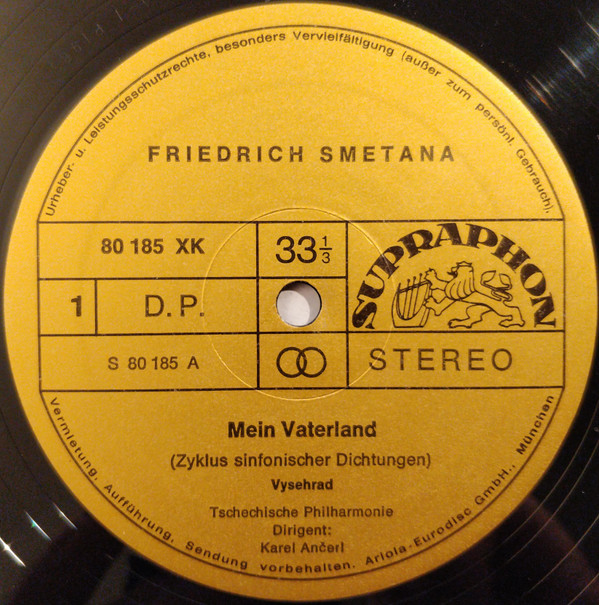 Urheber- u. Leistungsschutzrechte, besonders Vervielfältigung (außer zum persönl. Gebrauch),
FRIEDRICH SMETANA
80 185 XK
33 1/3
SUPRAPHON
1
D.P.
S 80 185 A
STEREO
Mein Vaterland
(Zyklus sinfonischer Dichtungen)
Vysehrad
Tschechische Philharmonie
Dirigent:
Karel Ančerl
Vermietung, Aufführung, Sendung vorbehalten. Ariola-Eurodisc GmbH., München